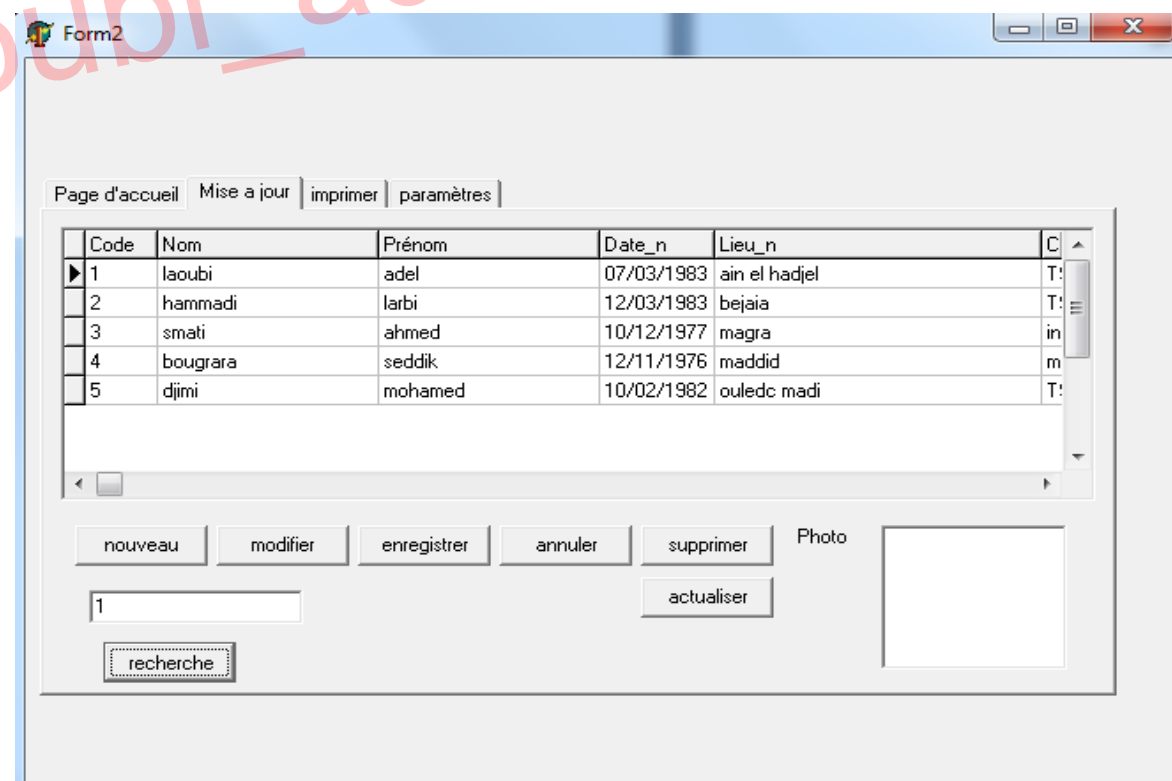 Form2
Page d'accueil Mise a jour imprimer paramètres
Code Nom Prénom Date_n Lieu_n C
1 laoubi adel 07/03/1983 ain el hadjel
2 hammadi larbi 12/03/1983 bejaia
3 smati ahmed 10/12/1977 magra in
4 bougrara seddik 12/11/1976 maddid m
5 djimi mohamed 10/02/1982 ouledc madi
nouveau modifier enregistrer annuler supprimer Photo
actualiser
1
recherche